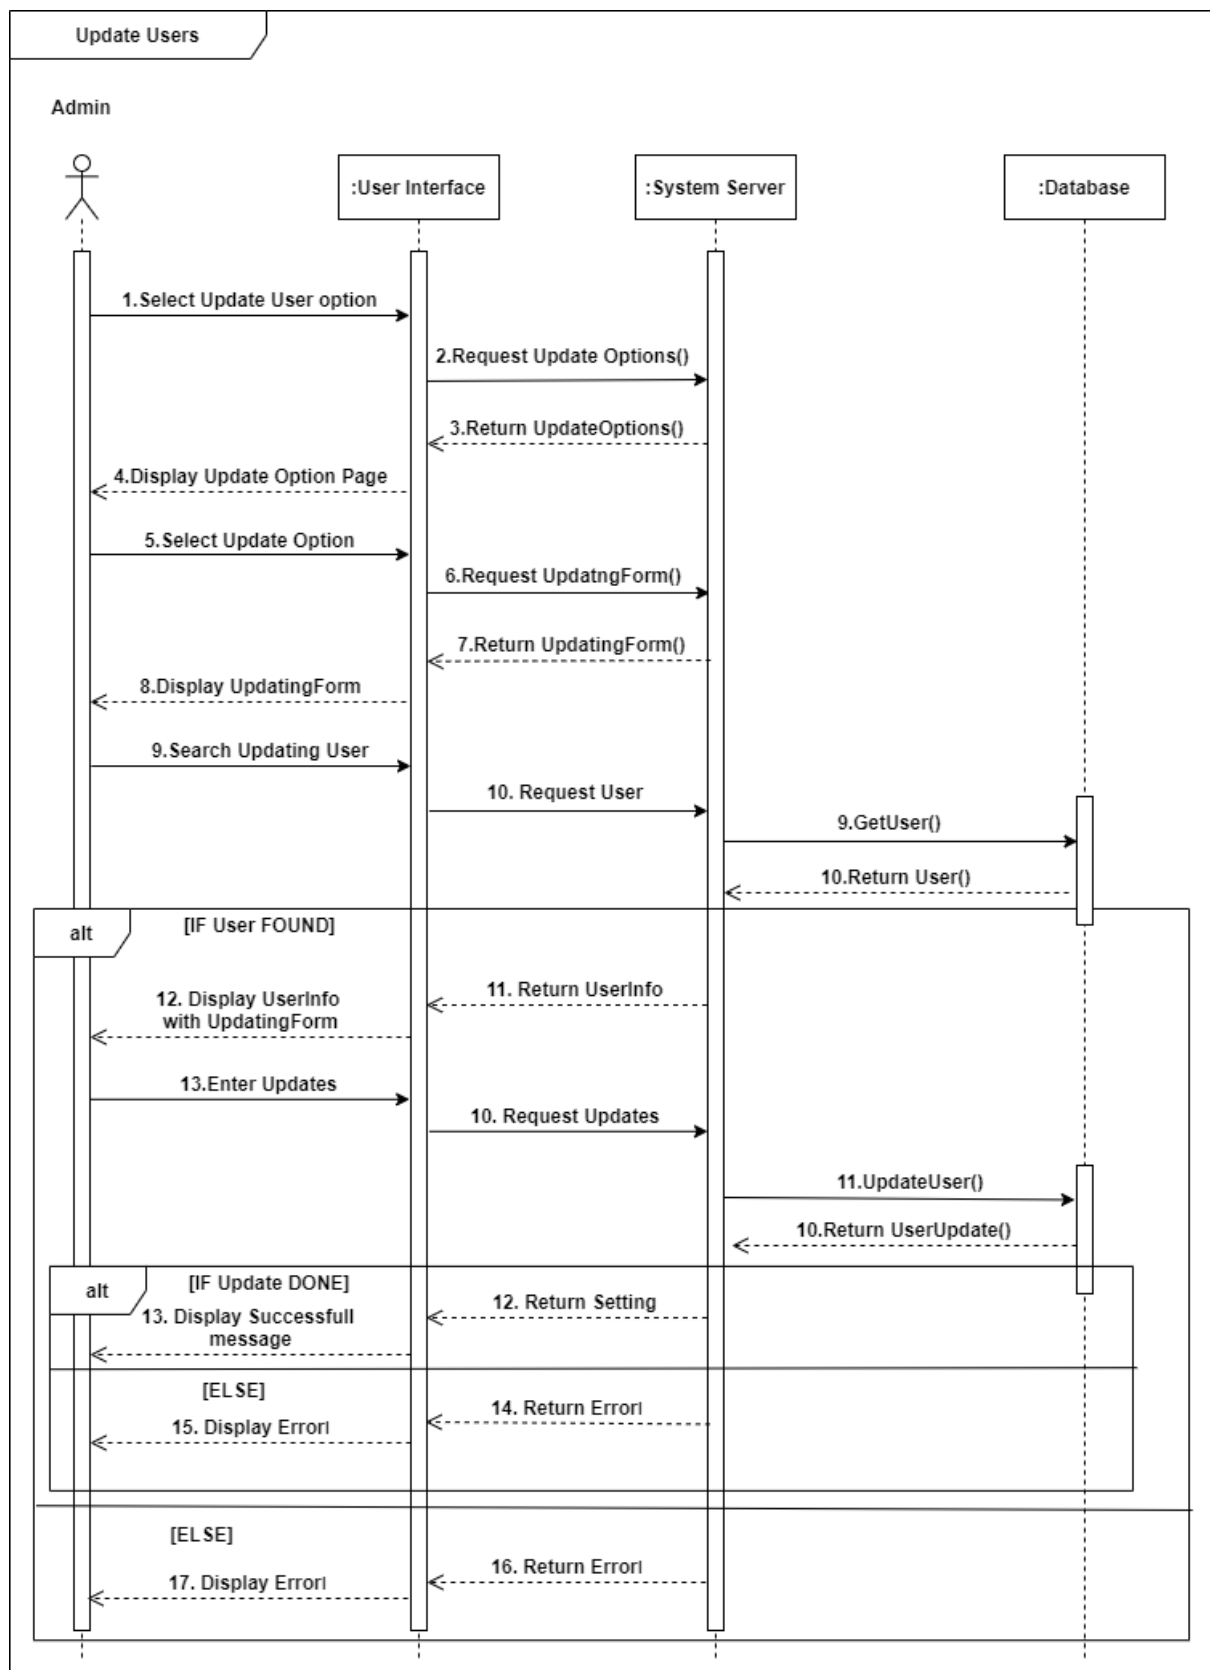 Update Users
Admin
:User Interface
:System Server
:Database
1.Select Update User option
2.Request Update Options()
3.Return UpdateOptions()
4.Display Update Option Page
5.Select Update Option
6.Request UpdatngForm()
7.Return UpdatingForm()
8.Display UpdatingForm
9.Search Updating User
10. Request User
9.GetUser()
10.Return User()
alt
[IF User FOUND]
11. Return UserInfo
12. Display UserInfo
with UpdatingForm
13.Enter Updates
10. Request Updates
11.UpdateUser()
10.Return UserUpdate()
alt
[IF Update DONE]
12. Return Setting
13. Display Successfull
message
[ELSE]
14. Return Errorl
15. Display Errorl
[ELSE]
16. Return Errorl
17. Display Errorl